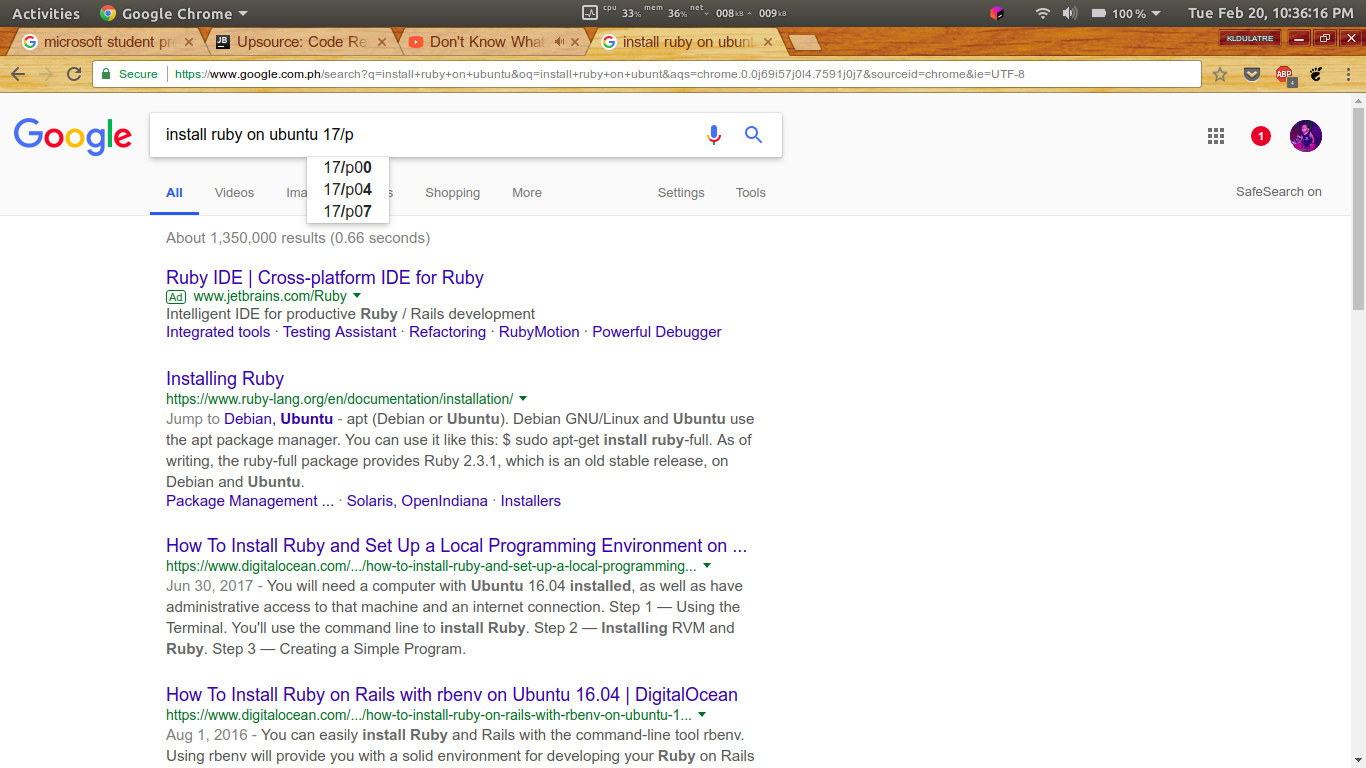 Activities Google Chrome cpu 33% mem 36% net 008kB 009kB 100% Tue Feb 20, 10:36:16 PM
microsoft student pr Upsource: Code Re Don't Know What install ruby on ubunt KLDULATRE
Secure https://www.google.com.ph/search?q=install+ruby+on+ubuntu&oq=install+ruby+on+ubunt&aqs=chrome.0.0j69i57j0l4.7591j0j7&sourceid=chrome&ie=UTF-8 ABP 4
Google install ruby on ubuntu 17/p 1
17/p00
17/p04
17/p07
All Videos Ima s Shopping More Settings Tools SafeSearch on
About 1,350,000 results (0.66 seconds)
Ruby IDE | Cross-platform IDE for Ruby
Ad www.jetbrains.com/Ruby
Intelligent IDE for productive Ruby / Rails development
Integrated tools · Testing Assistant · Refactoring · RubyMotion · Powerful Debugger
Installing Ruby
https://www.ruby-lang.org/en/documentation/installation/
Jump to Debian, Ubuntu - apt (Debian or Ubuntu). Debian GNU/Linux and Ubuntu use
the apt package manager. You can use it like this: $ sudo apt-get install ruby-full. As of
writing, the ruby-full package provides Ruby 2.3.1, which is an old stable release, on
Debian and Ubuntu.
Package Management ... · Solaris, OpenIndiana · Installers
How To Install Ruby and Set Up a Local Programming Environment on ...
https://www.digitalocean.com/.../how-to-install-ruby-and-set-up-a-local-programming...
Jun 30, 2017 - You will need a computer with Ubuntu 16.04 installed, as well as have
administrative access to that machine and an internet connection. Step 1 — Using the
Terminal. You'll use the command line to install Ruby. Step 2 — Installing RVM and
Ruby. Step 3 — Creating a Simple Program.
How To Install Ruby on Rails with rbenv on Ubuntu 16.04 | DigitalOcean
https://www.digitalocean.com/.../how-to-install-ruby-on-rails-with-rbenv-on-ubuntu-1...
Aug 1, 2016 - You can easily install Ruby and Rails with the command-line tool rbenv.
Using rbenv will provide you with a solid environment for developing your Ruby on Rails